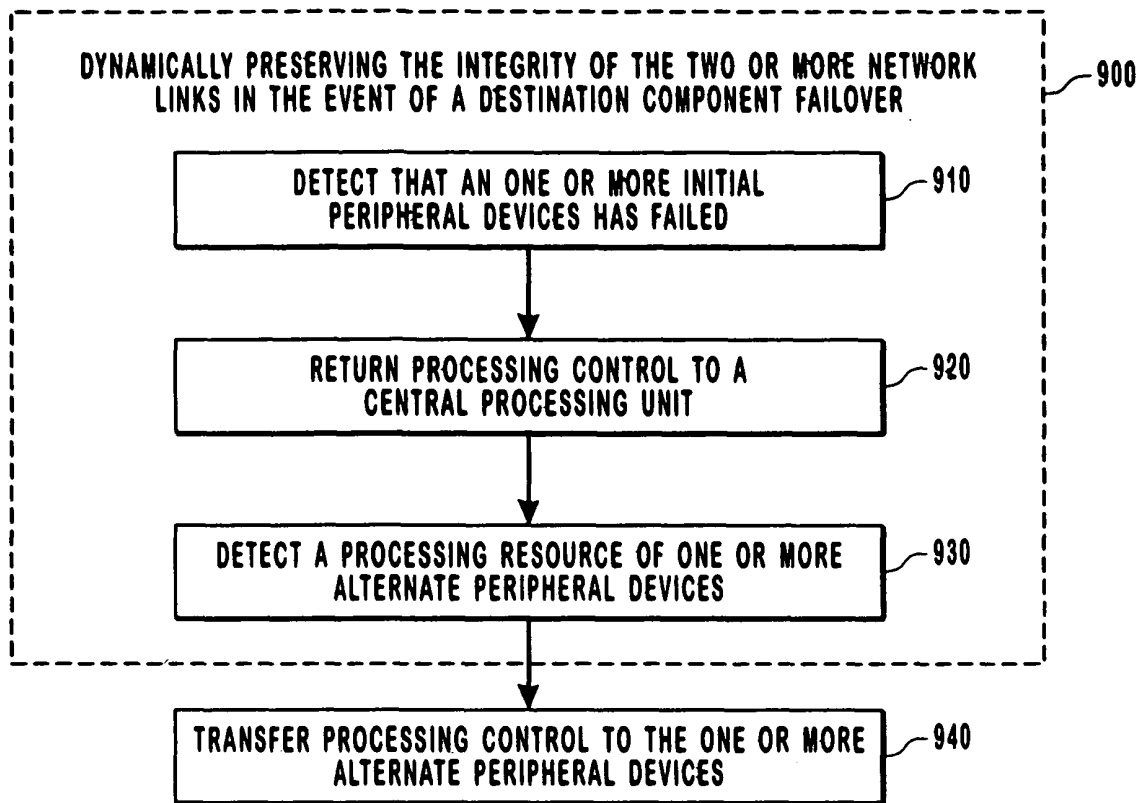 DYNAMICALLY PRESERVING THE INTEGRITY OF THE TWO OR MORE NETWORK
LINKS IN THE EVENT OF A DESTINATION COMPONENT FAILOVER
900
DETECT THAT AN ONE OR MORE INITIAL
PERIPHERAL DEVICES HAS FAILED
910
RETURN PROCESSING CONTROL TO A
CENTRAL PROCESSING UNIT
920
DETECT A PROCESSING RESOURCE OF ONE OR MORE
ALTERNATE PERIPHERAL DEVICES
930
TRANSFER PROCESSING CONTROL TO THE ONE OR MORE
ALTERNATE PERIPHERAL DEVICES
940